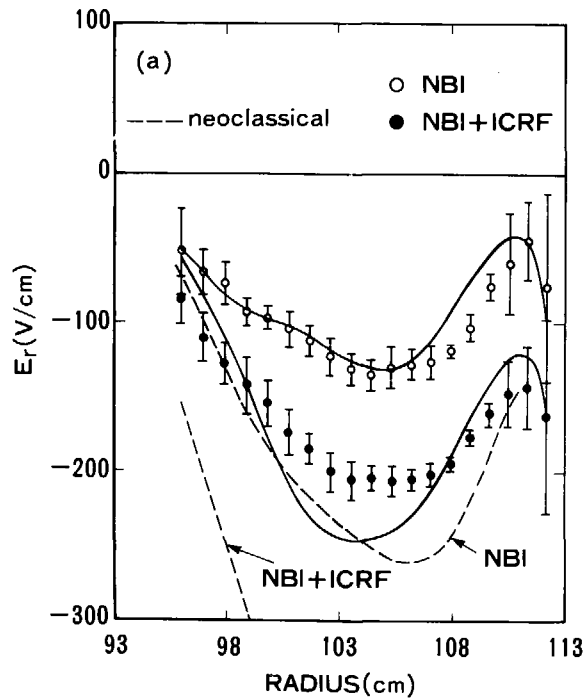 100
(a)
NBI
neoclassical
NBI+ICRF
0
-100
-200
-300
Er(V/cm)
NBI+ICRF
NBI
93
98
103
108
113
RADIUS(cm)